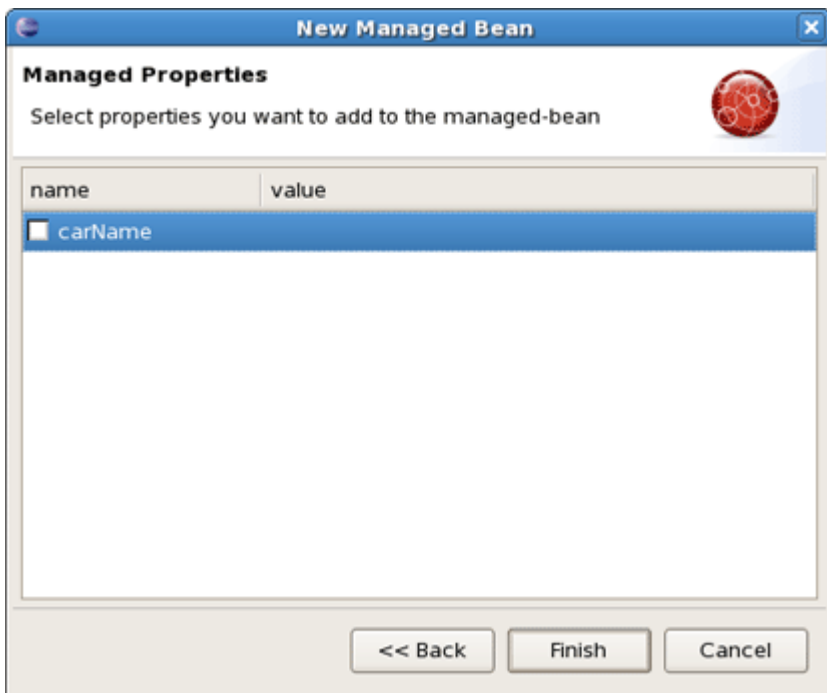 New Managed Bean
Managed Properties
Select properties you want to add to the managed-bean
name value
carName
<< Back Finish Cancel